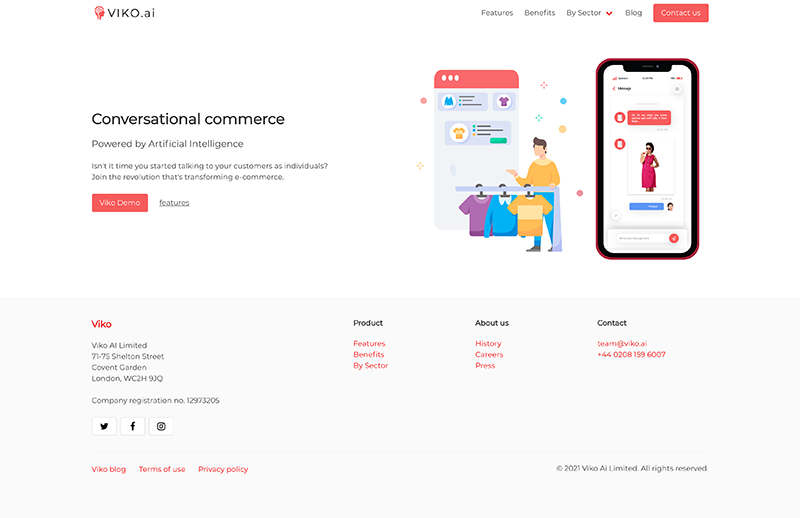 VIKO.ai
Features Benefits By Sector Blog Contact us
Conversational commerce
Powered by Artificial Intelligence
Isn't it time you started talking to your customers as individuals?
Join the revolution that's transforming e-commerce.
Viko Demo features
Message
Viko
Viko AI Limited
71-75 Shelton Street
Covent Garden
London, WC2H 9JQ
Company registration no. 12973205
Product
Features
Benefits
By Sector
About us
History
Careers
Press
Contact
team@viko.ai
+44 0208 159 6007
Viko blog Terms of use Privacy policy
© 2021 Viko Ai Limited. All rights reserved.